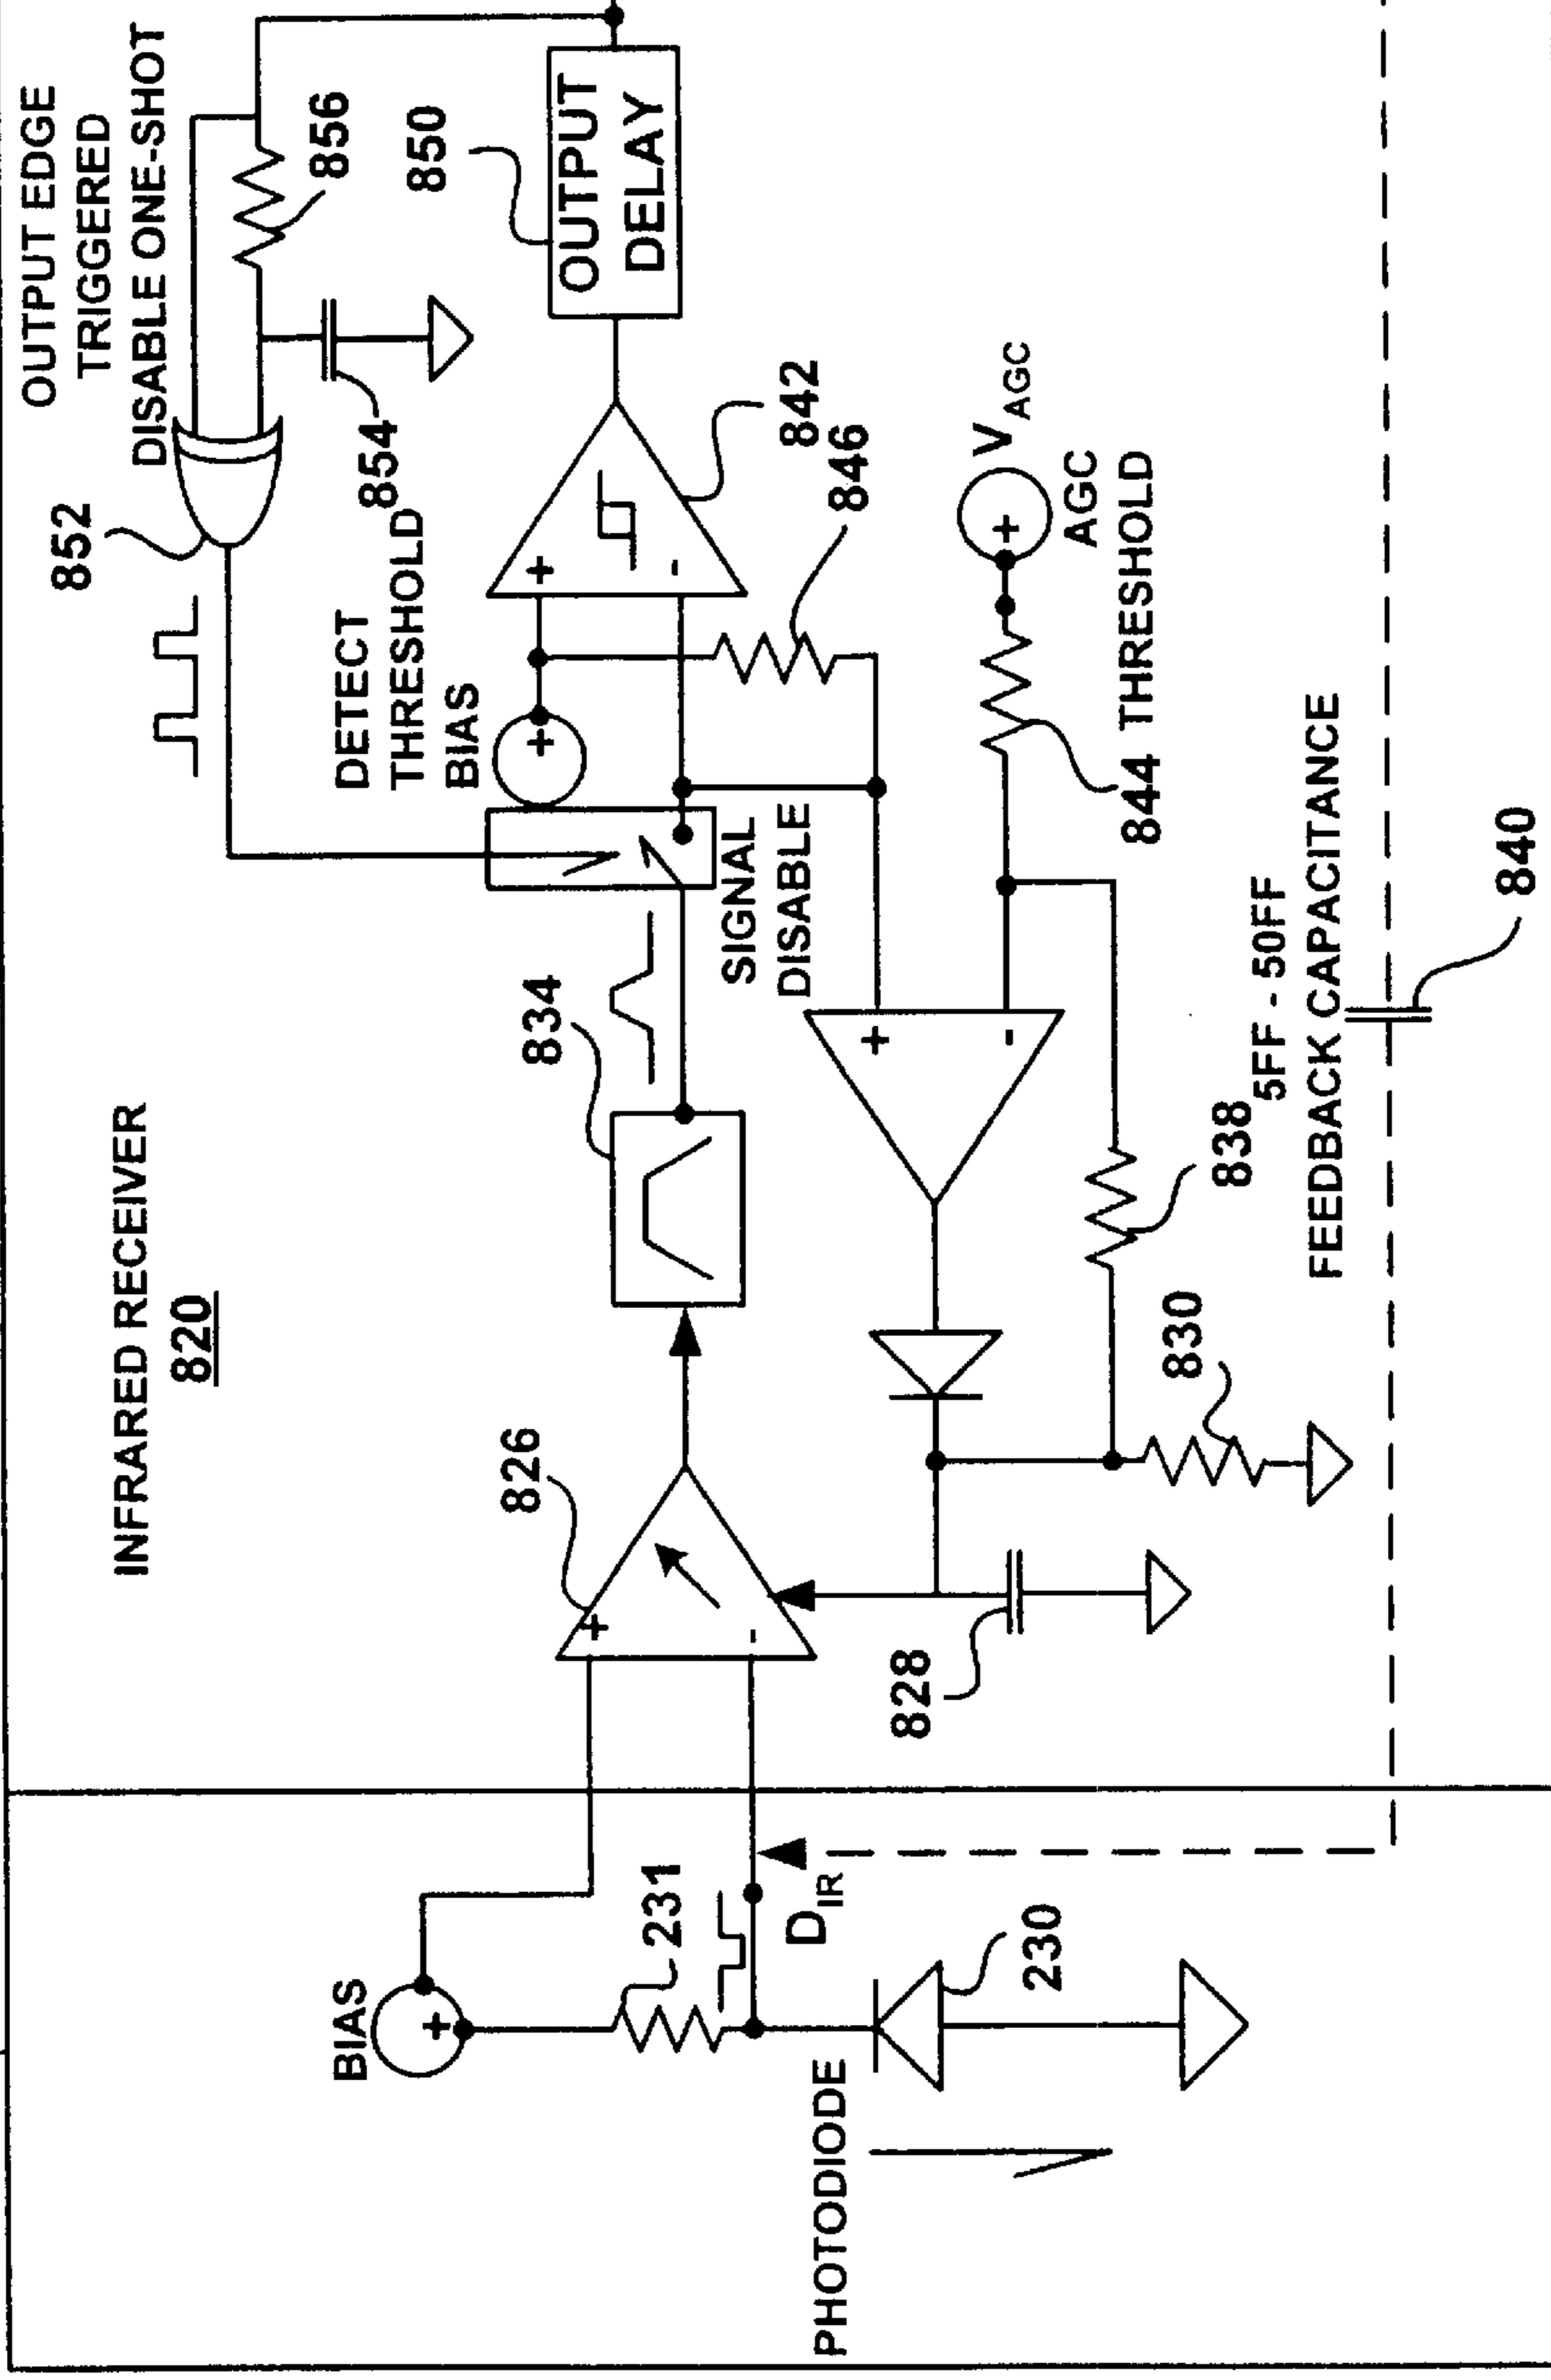 INFRARED RECEIVER
820
OUTPUT EDGE
TRIGGERED
DISABLE ONE-SHOT
852
856
854
850
OUTPUT
DELAY
DETECT
THRESHOLD
BIAS
+
+
-
842
846
SIGNAL
DISABLE
834
826
+
-
BIAS
+
231
D IR
PHOTODIODE
230
828
830
838
+
-
+
V AGC
AGC
THRESHOLD
844
5FF - 50FF
FEEDBACK CAPACITANCE
840